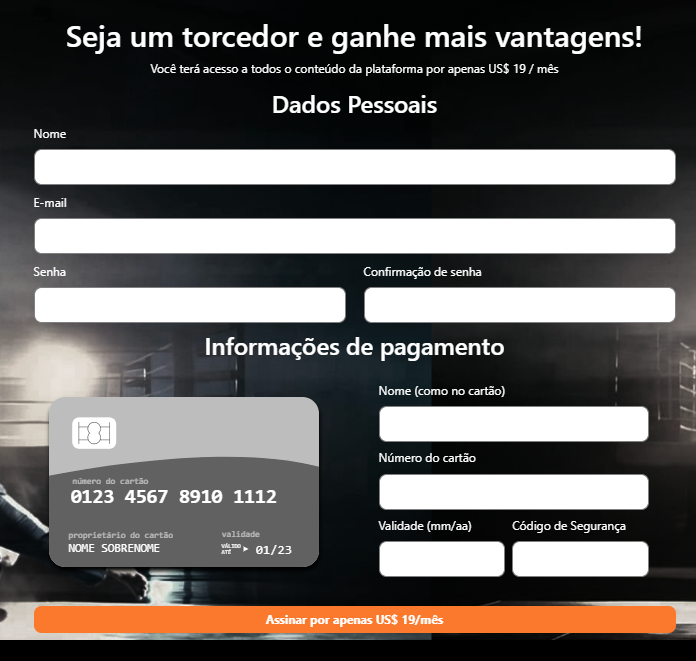 Seja um torcedor e ganhe mais vantagens!
Você terá acesso a todos o conteúdo da plataforma por apenas US$ 19 / mês
Dados Pessoais
Nome
E-mail
Senha
Confirmação de senha
Informações de pagamento
Nome (como no cartão)
Número do cartão
Validade (mm/aa)
Código de Segurança
número do cartão
0123 4567 8910 1112
proprietário do cartão
NOME SOBRENOME
validade
VÁLIDO
ATÉ
01/23
Assinar por apenas US$ 19/mês